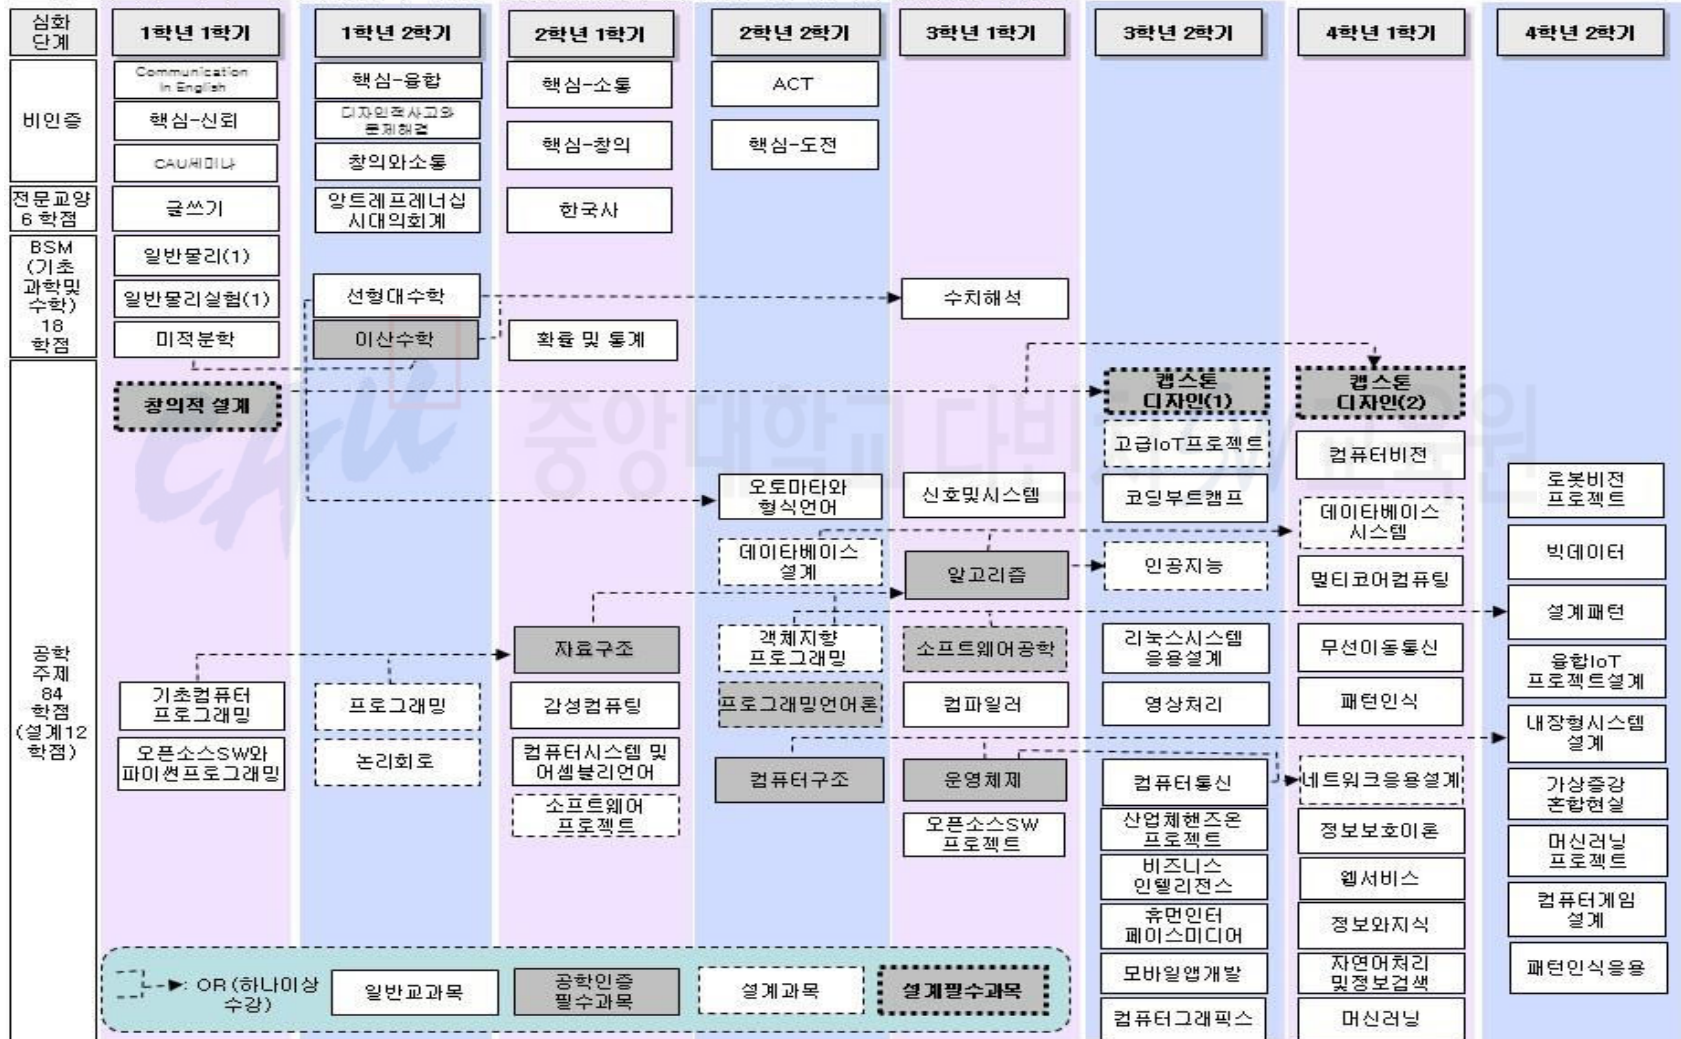 심화
단계
1학년 1학기
1학년 2학기
2학년 1학기
2학년 2학기
3학년 1학기
3학년 2학기
4학년 1학기
4학년 2학기
비인증
Communication
in English
핵심-신뢰
CAU세미나
핵심-융합
디자인적사고와
문제해결
창의와소통
핵심-소통
핵심-창의
ACT
핵심-도전
전문교양
6 학점
글쓰기
앙트레프레너십
시대의회계
한국사
BSM
(기초
과학및
수학)
18
학점
일반물리(1)
일반물리실험(1)
미적분학
선형대수학
이산수학
확률 및 통계
수치해석
공학
주제
84
학점
(설계12
학점)
창의적 설계
기초컴퓨터
프로그래밍
오픈소스SW와
파이썬프로그래밍
프로그래밍
논리회로
자료구조
감성컴퓨팅
컴퓨터시스템 및
어셈블리언어
소프트웨어
프로젝트
오토마타와
형식언어
데이타베이스
설계
객체지향
프로그래밍
프로그래밍언어론
컴퓨터구조
신호및시스템
알고리즘
소프트웨어공학
컴파일러
운영체제
오픈소스SW
프로젝트
캡스톤
디자인(1)
고급IoT프로젝트
코딩부트캠프
인공지능
리눅스시스템
응용설계
영상처리
컴퓨터통신
산업체핸즈온
프로젝트
비즈니스
인텔리전스
휴먼인터
페이스미디어
모바일앱개발
컴퓨터그래픽스
캡스톤
디자인(2)
컴퓨터비전
데이타베이스
시스템
멀티코어컴퓨팅
무선이동통신
패턴인식
네트워크응용설계
정보보호이론
웹서비스
정보와지식
자연어처리
및정보검색
머신러닝
로봇비전
프로젝트
빅데이터
설계패턴
융합IoT
프로젝트설계
내장형시스템
설계
가상증강
혼합현실
머신러닝
프로젝트
컴퓨터게임
설계
패턴인식응용
: OR (하나이상
수강)
일반교과목
공학인증
필수과목
설계과목
설계필수과목
CAU
중앙대학교 다빈치SW교육원